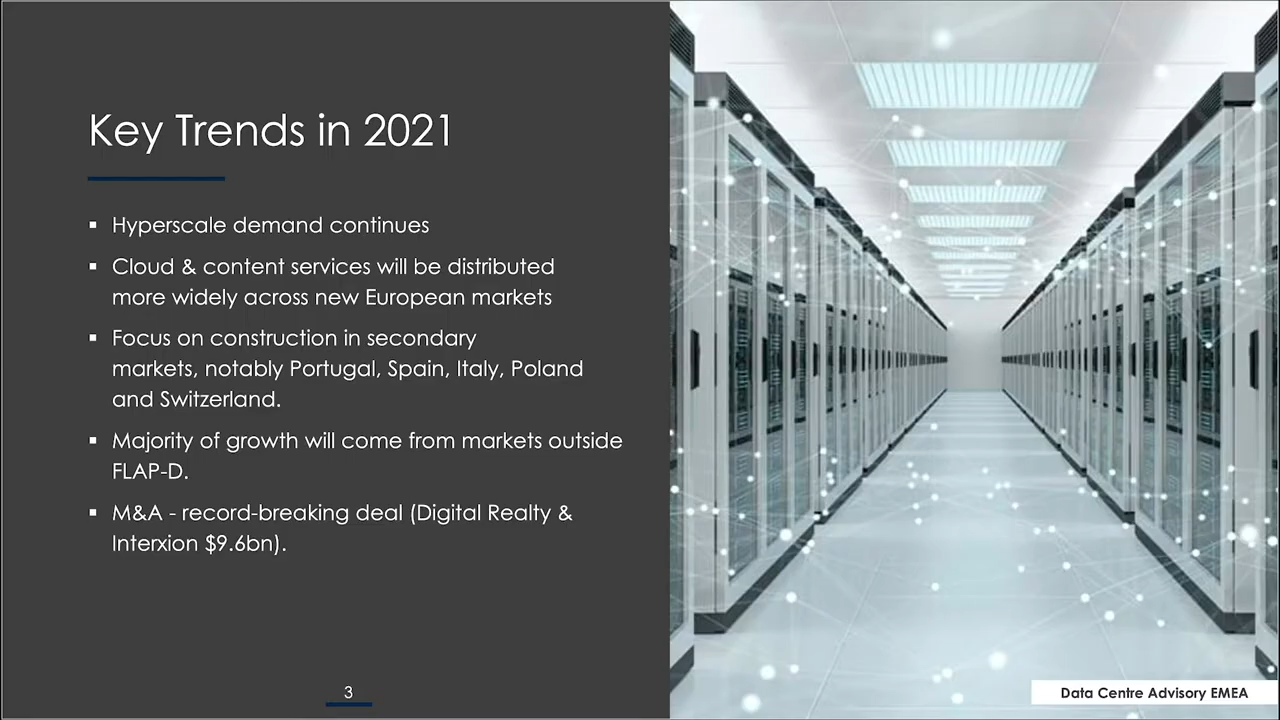 Key Trends in 2021
▪ Hyperscale demand continues
▪ Cloud & content services will be distributed
more widely across new European markets
▪ Focus on construction in secondary
markets, notably Portugal, Spain, Italy, Poland
and Switzerland.
▪ Majority of growth will come from markets outside
FLAP-D.
▪ M&A - record-breaking deal (Digital Realty &
Interxion $9.6bn).
3
Data Centre Advisory EMEA